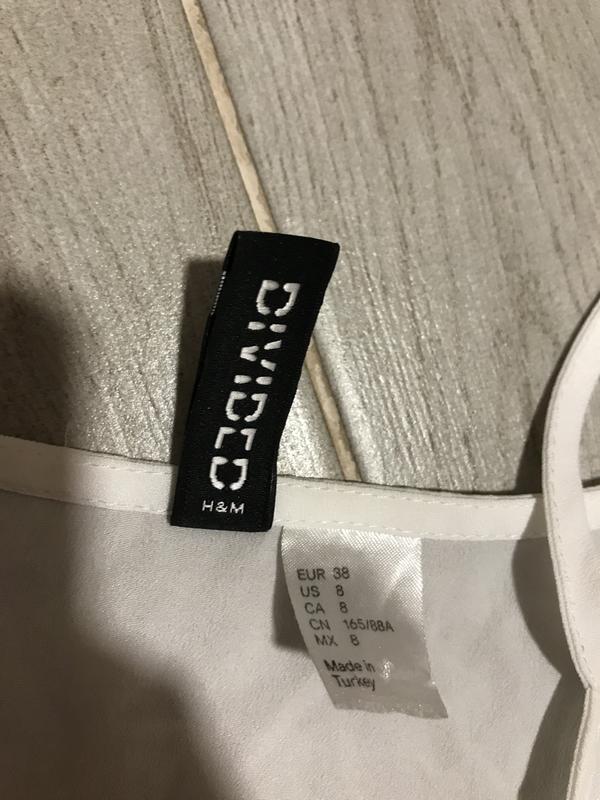 DIVIDED
H&M
EUR 38
US 8
CA 8
CN 165/88A
MX 8
Made in
Turkey